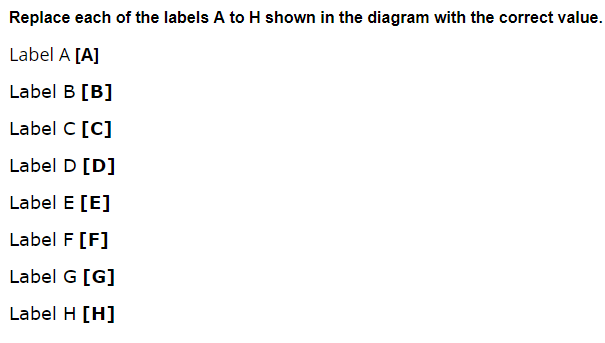 Replace each of the labels A to H shown in the diagram with the correct value.
Label A [A]
Label B [B]
Label C [C]
Label D [D]
Label E [E]
Label F [F]
Label G [G]
Label H [H]